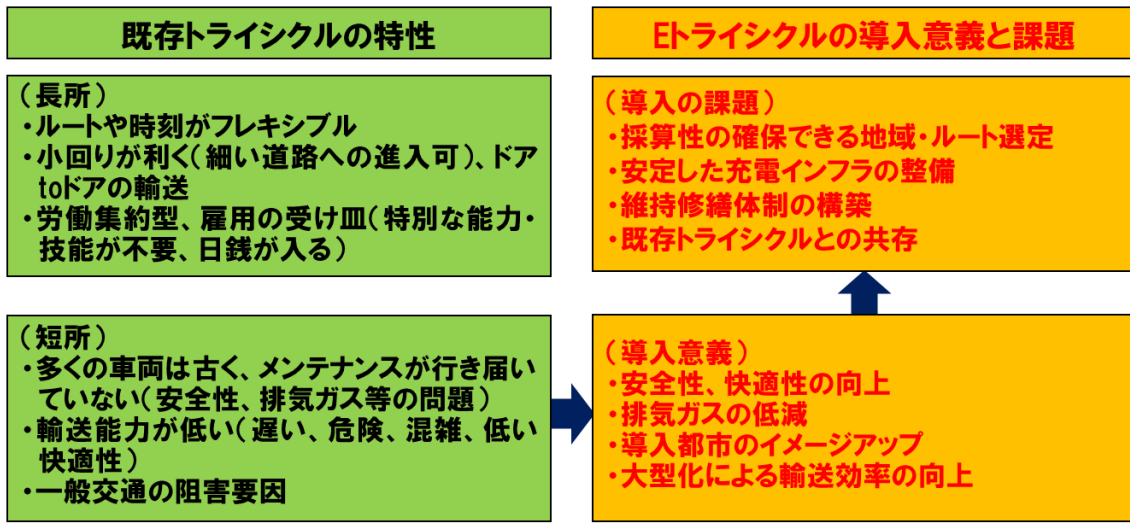 既存トライシクルの特性
（長所）
・ルートや時刻がフレキシブル
・小回りが利く（細い道路への進入可）、ドア
toドアの輸送
・労働集約型、雇用の受け皿（特別な能力・
技能が不要、日銭が入る）
（短所）
・多くの車両は古く、メンテナンスが行き届い
ていない（安全性、排気ガス等の問題）
・輸送能力が低い（遅い、危険、混雑、低い
快適性）
・一般交通の阻害要因
Eトライシクルの導入意義と課題
（導入の課題）
・採算性の確保できる地域・ルート選定
・安定した充電インフラの整備
・維持修繕体制の構築
・既存トライシクルとの共存
（導入意義）
・安全性、快適性の向上
・排気ガスの低減
・導入都市のイメージアップ
・大型化による輸送効率の向上